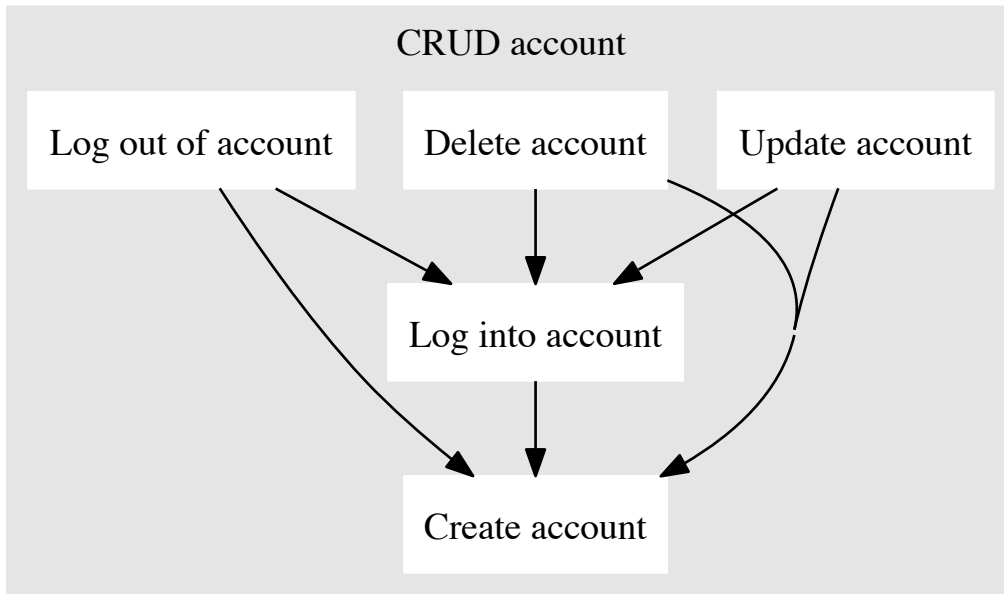 CRUD account
Log out of account
Delete account
Update account
Log into account
Create account